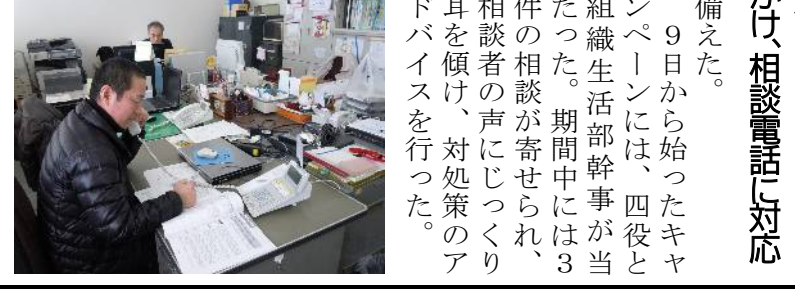 け、相談電話に対応
備えた。
９日から始ったキャ
ンペーンには、四役と
組織生活部幹事が当
たった。期間中には３
件の相談が寄せられ、
相談者の声にじっくり
耳を傾け、対処策のア
ドバイスを行った。